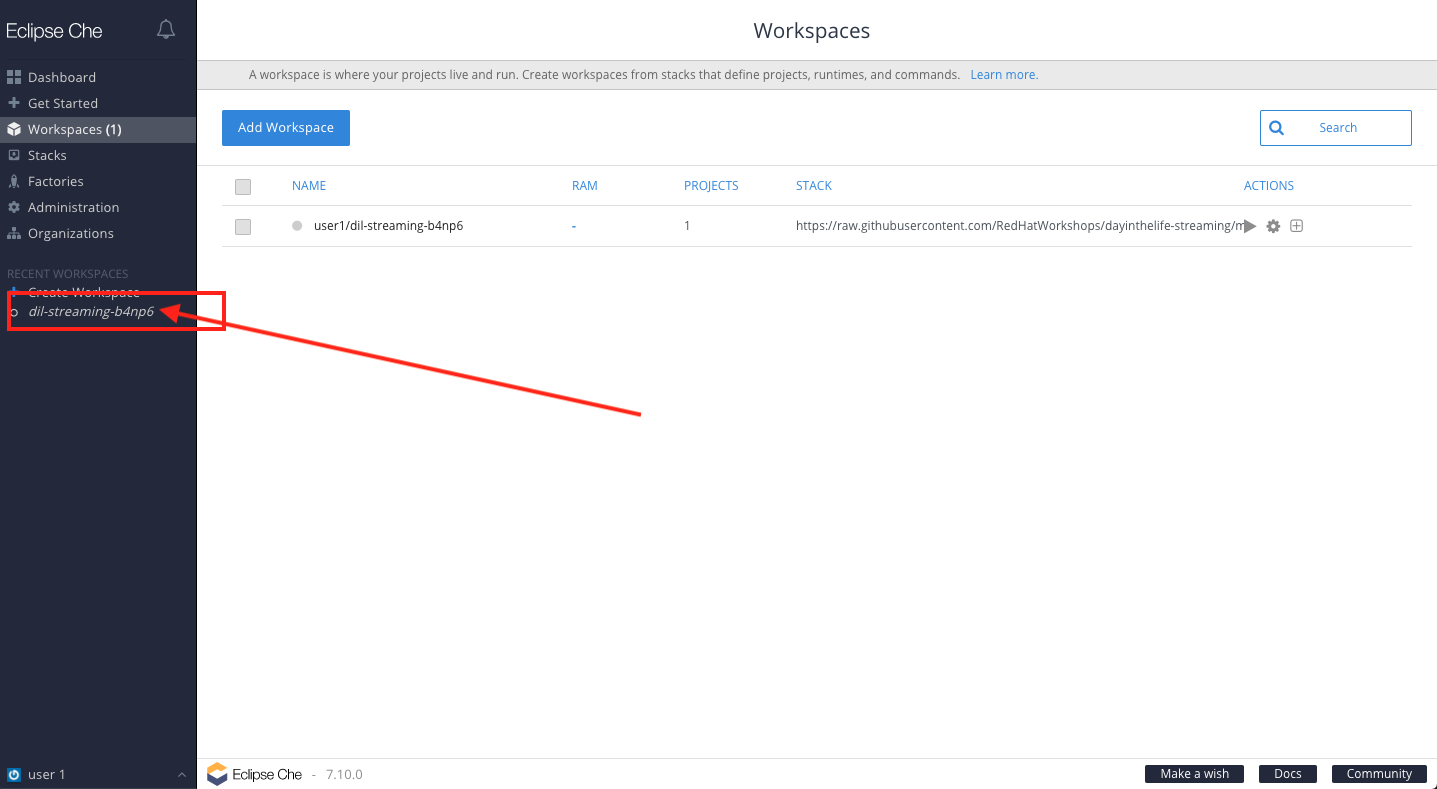 Eclipse Che
Dashboard
Get Started
Workspaces (1)
Stacks
Factories
Administration
Organizations
RECENT WORKSPACES
Create Workspace
dil-streaming-b4np6
user 1
Workspaces
A workspace is where your projects live and run. Create workspaces from stacks that define projects, runtimes, and commands. Learn more.
Add Workspace
Search
NAME RAM PROJECTS STACK ACTIONS
user1/dil-streaming-b4np6 - 1 https://raw.githubusercontent.com/RedHatWorkshops/dayinthelife-streaming/m
Eclipse Che - 7.10.0
Make a wish Docs Community